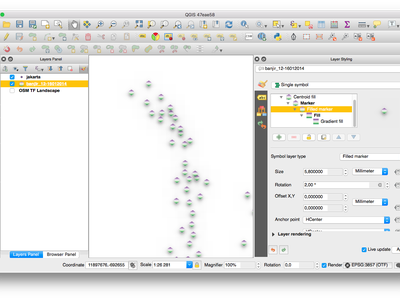 QGIS 47eae59
Layers Panel
jakarta
banjir_12-16012014
OSM TF Landscape
Layers Panel
Browser Panel
Layer Styling
banjir_12-16012014
Single symbol
Centroid fill
Marker
Filled marker
Fill
Gradient fill
Symbol layer type
Filled marker
Size
5,800000
Millimeter
Rotation
2,00 °
Offset X,Y
0,000000
Millimeter
0,000000
Anchor point
HCenter
HCenter
Layer rendering
Live update
Coordinate
11897676,-692655
Scale
1:26 281
Magnifier
100%
Rotation
0,0
Render
EPSG:3857 (OTF)